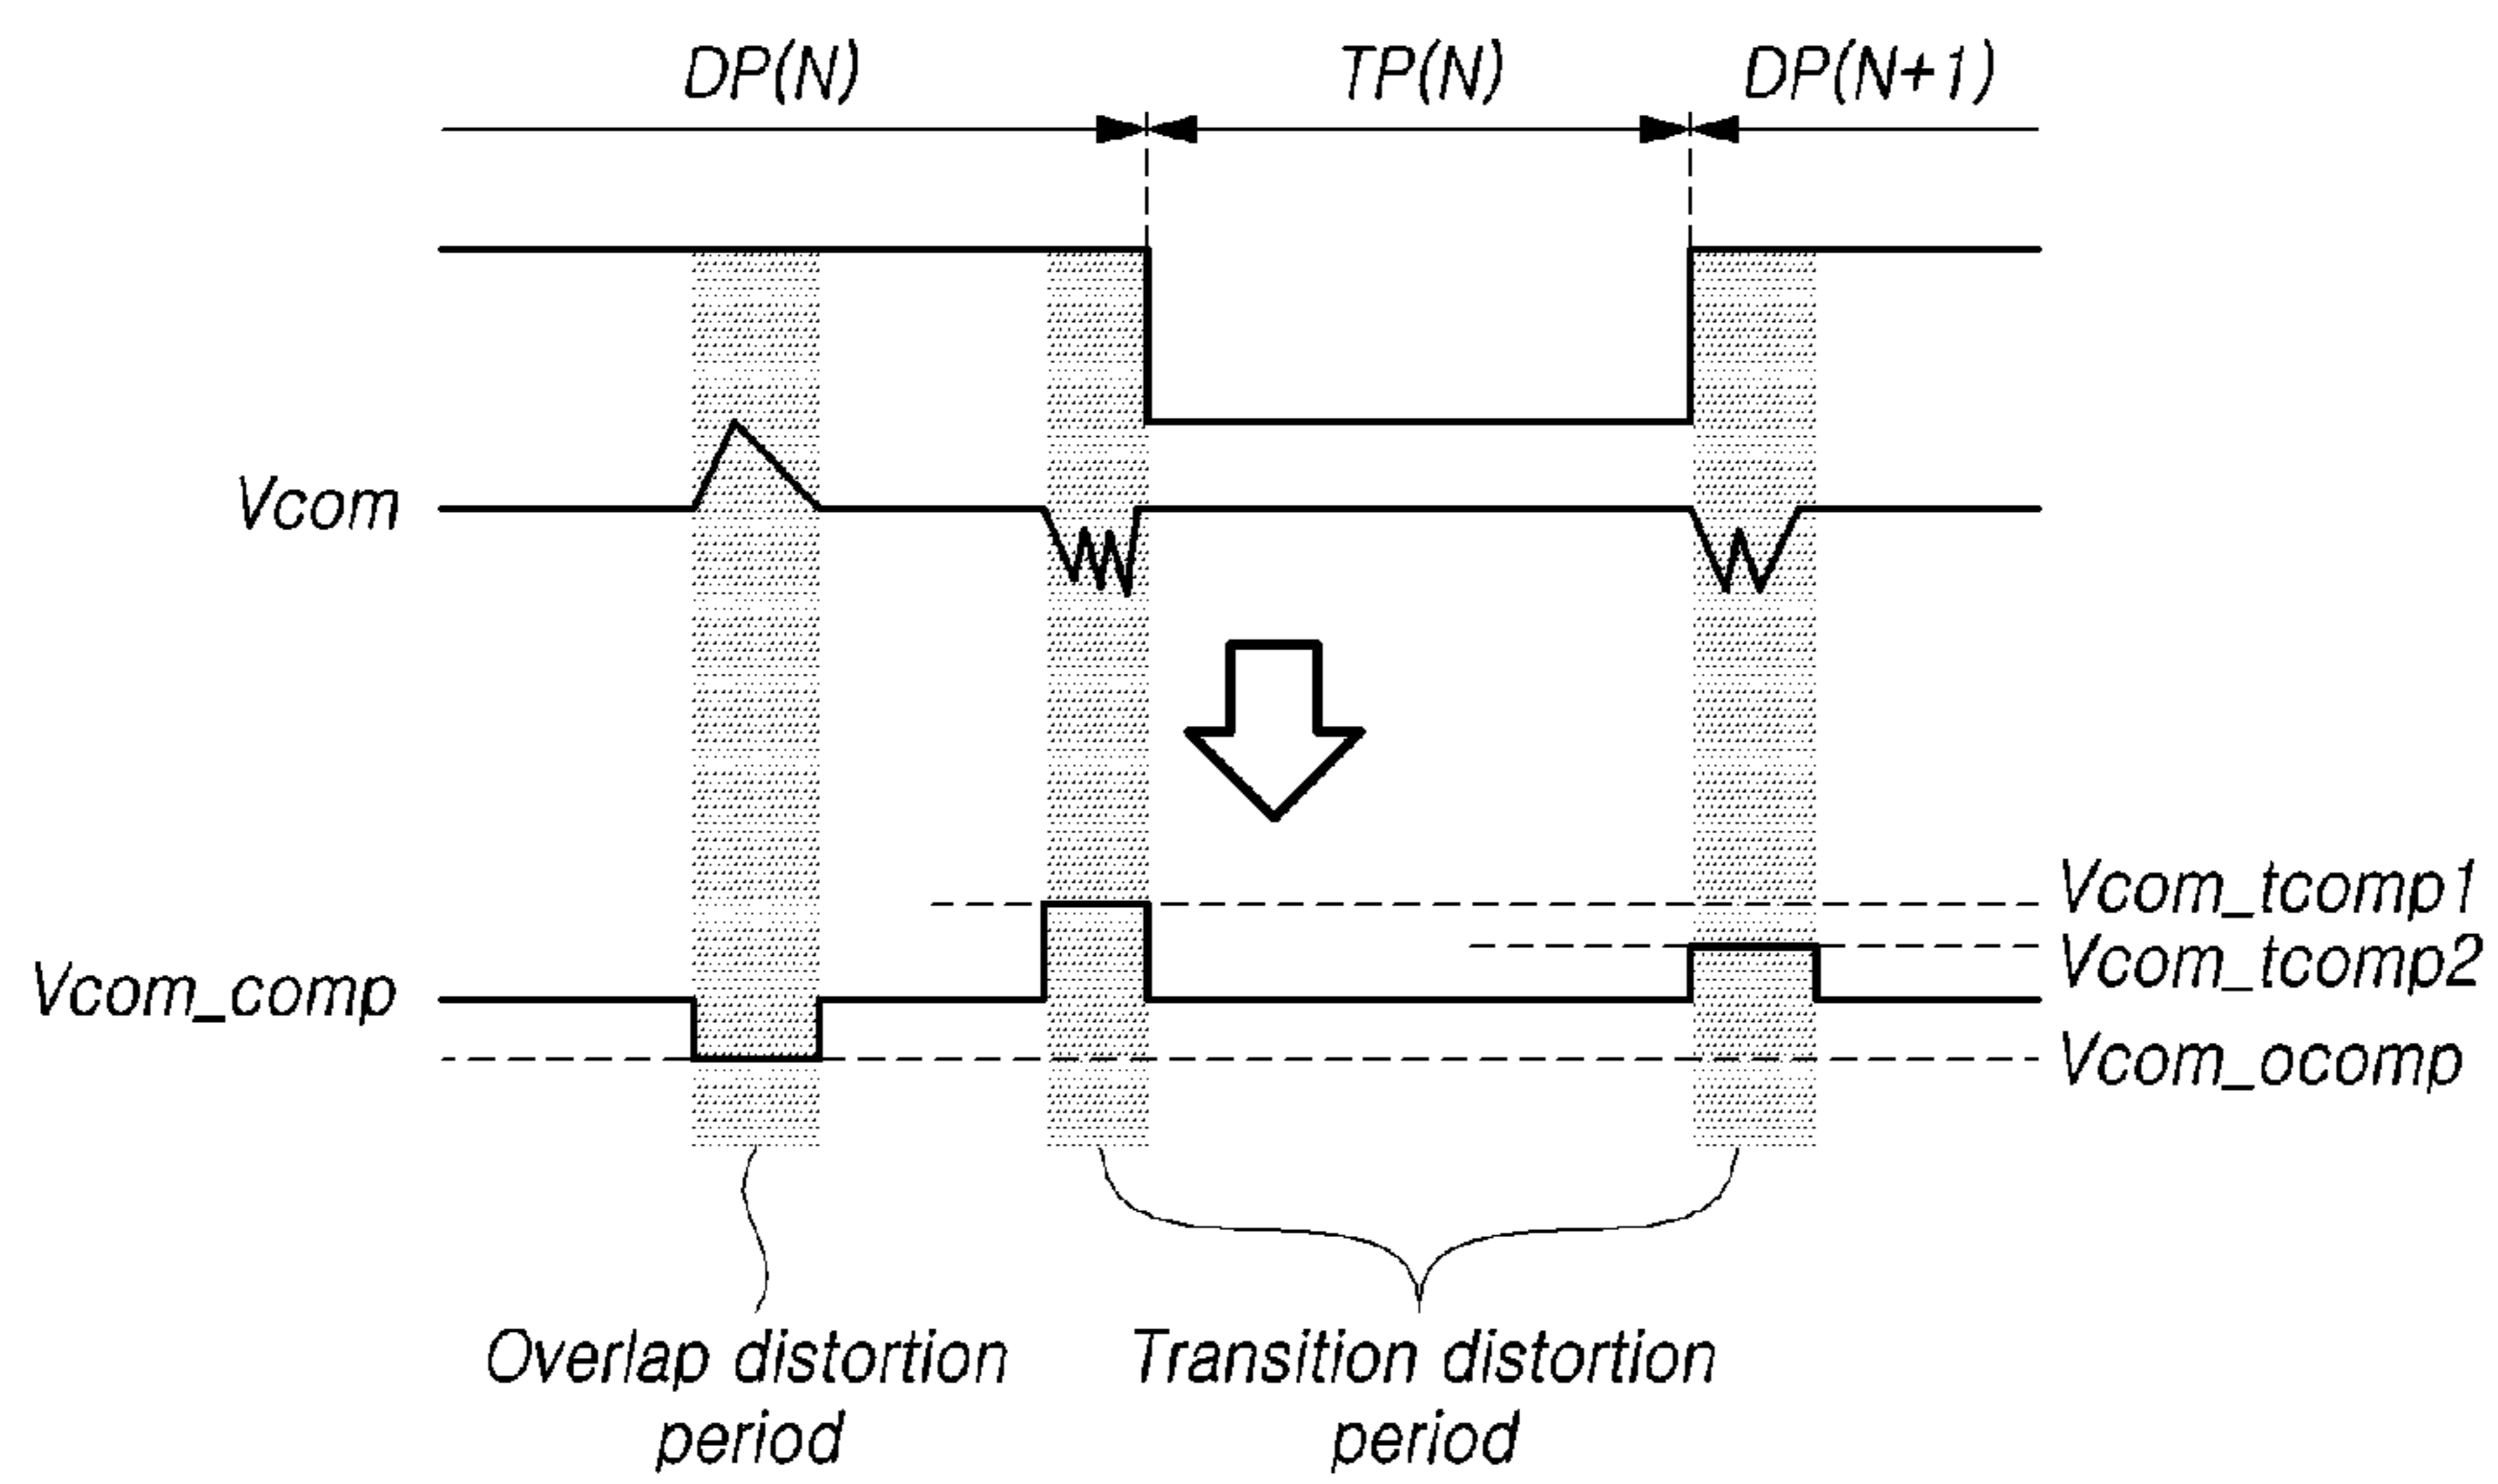 DP(N)
TP(N)
DP(N+1)
Vcom
Vcom_tcomp1
Vcom_tcomp2
Vcom_comp
Vcom_ocomp
Overlap distortion
period
Transition distortion
period